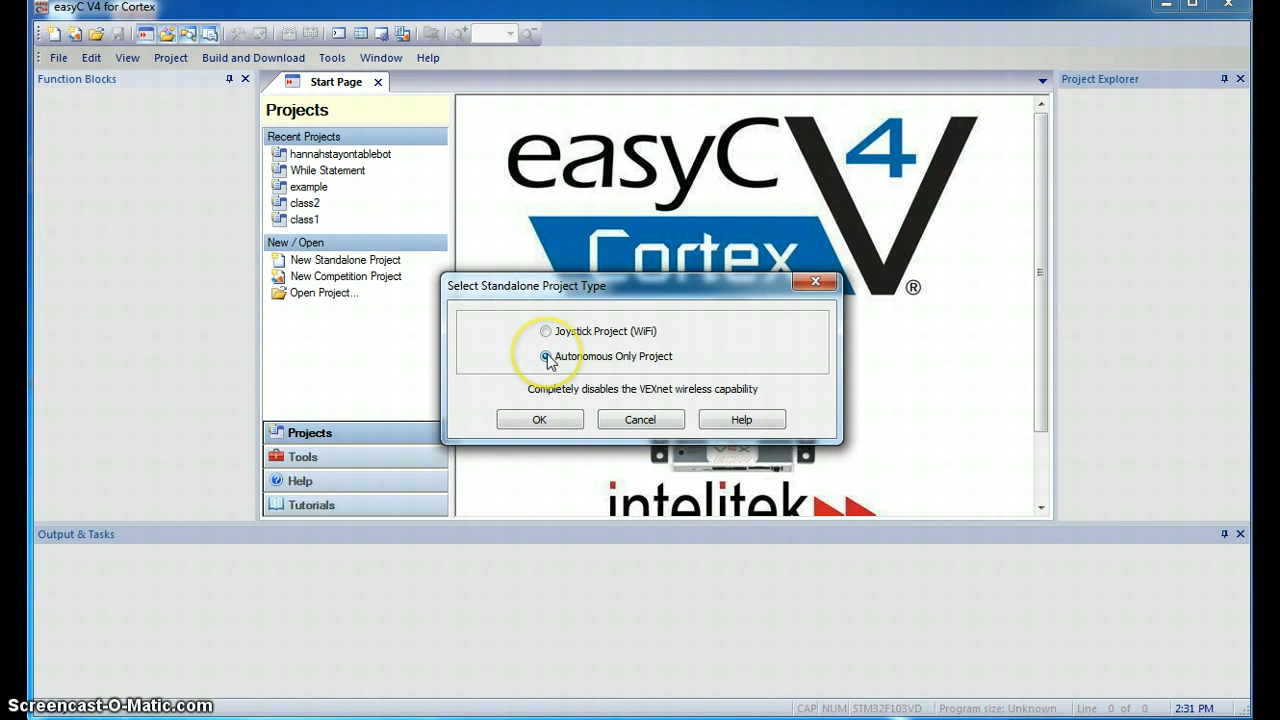 easyC V4 for Cortex
File Edit View Project Build and Download Tools Window Help
Function Blocks
Start Page
Project Explorer
Projects
Recent Projects
hannahstayontablebot
While Statement
example
class2
class1
New / Open
New Standalone Project
New Competition Project
Open Project...
Projects
Tools
Help
Tutorials
easyC V4
Cortex
®
Select Standalone Project Type
Joystick Project (WiFi)
Autonomous Only Project
Completely disables the VEXnet wireless capability
OK Cancel Help
VEX
intelitek
Output & Tasks
CAP NUM STM32F103VD Program size: Unknown Line 0 of 0 2:31 PM
Screencast-O-Matic.com